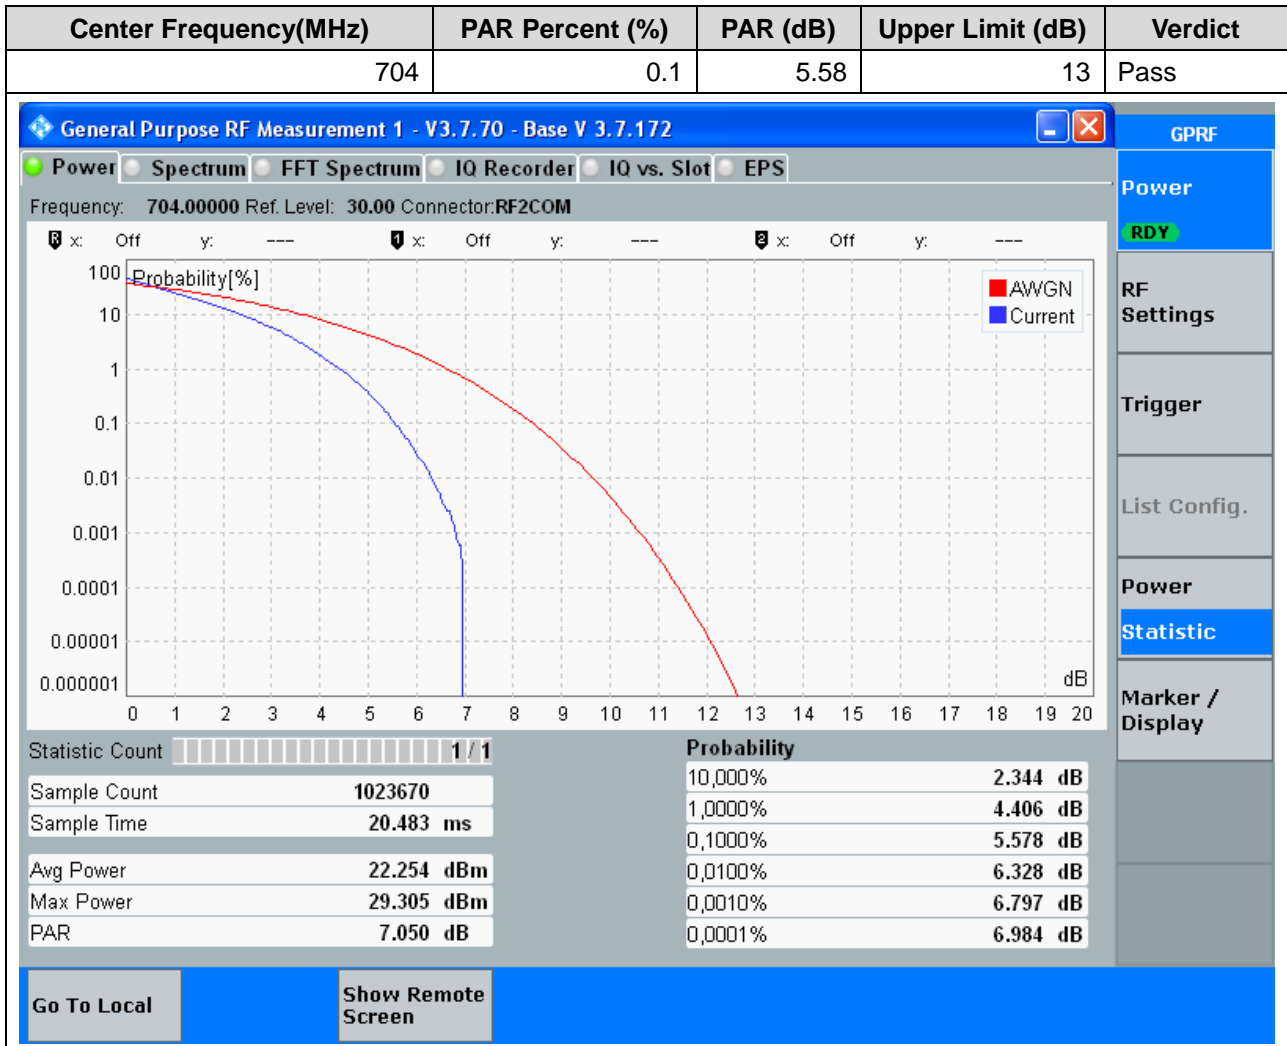 Center Frequency(MHz) PAR Percent (%) PAR (dB) Upper Limit (dB) Verdict
704 0.1 5.58 13 Pass
General Purpose RF Measurement 1 - V3.7.70 - Base V 3.7.172
GPRF
Power Spectrum FFT Spectrum IQ Recorder IQ vs. Slot EPS
Power
RDY
Frequency: 704.00000 Ref. Level: 30.00 Connector:RF2COM
R x: Off y: --- 1 x: Off y: --- 2 x: Off y: ---
100
Probability[%]
AWGN
Current
10
1
0.1
0.01
0.001
0.0001
0.00001
0.000001
dB
0 1 2 3 4 5 6 7 8 9 10 11 12 13 14 15 16 17 18 19 20
RF
Settings
Trigger
List Config.
Power
Statistic
Marker /
Display
Statistic Count 1 / 1
Sample Count 1023670
Sample Time 20.483 ms
Avg Power 22.254 dBm
Max Power 29.305 dBm
PAR 7.050 dB
Probability
10,000% 2.344 dB
1,0000% 4.406 dB
0,1000% 5.578 dB
0,0100% 6.328 dB
0,0010% 6.797 dB
0,0001% 6.984 dB
Go To Local
Show Remote
Screen